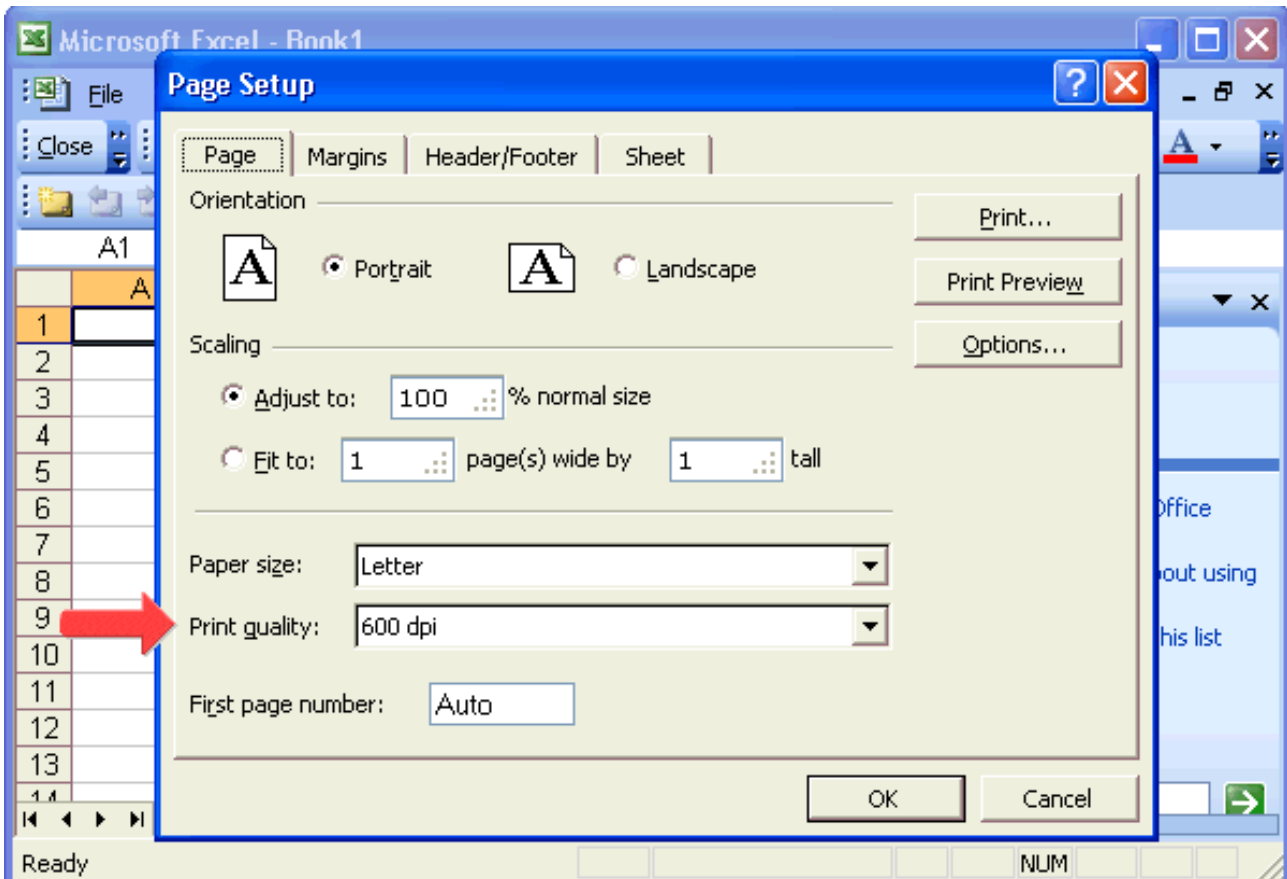 Microsoft Excel - Book1
Page Setup
File
Close
Page Margins Header/Footer Sheet
A
Orientation
Print...
A1
A Portrait A Landscape
Print Preview
A
1
Scaling
Options...
2
3
Adjust to: 100 % normal size
4
Fit to: 1 page(s) wide by 1 tall
5
6
Office
7
Paper size: Letter
8
out using
9
Print quality: 600 dpi
his list
10
11
First page number: Auto
12
13
14
OK Cancel
Ready
NUM